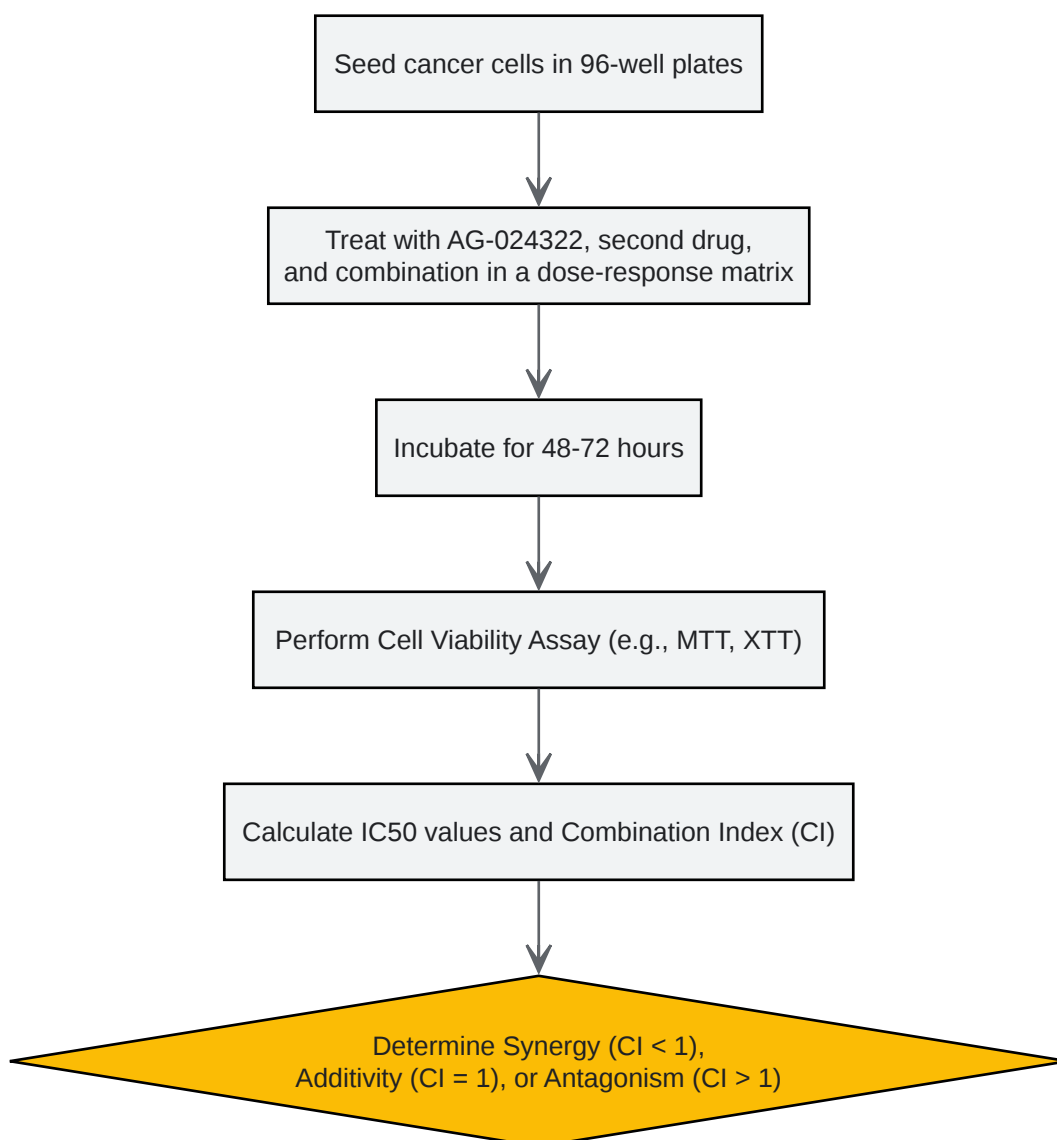 Seed cancer cells in 96-well plates
Treat with AG-024322, second drug,
and combination in a dose-response matrix
Incubate for 48-72 hours
Perform Cell Viability Assay (e.g., MTT, XTT)
Calculate IC50 values and Combination Index (CI)
Determine Synergy (CI < 1),
Additivity (CI = 1), or Antagonism (CI > 1)